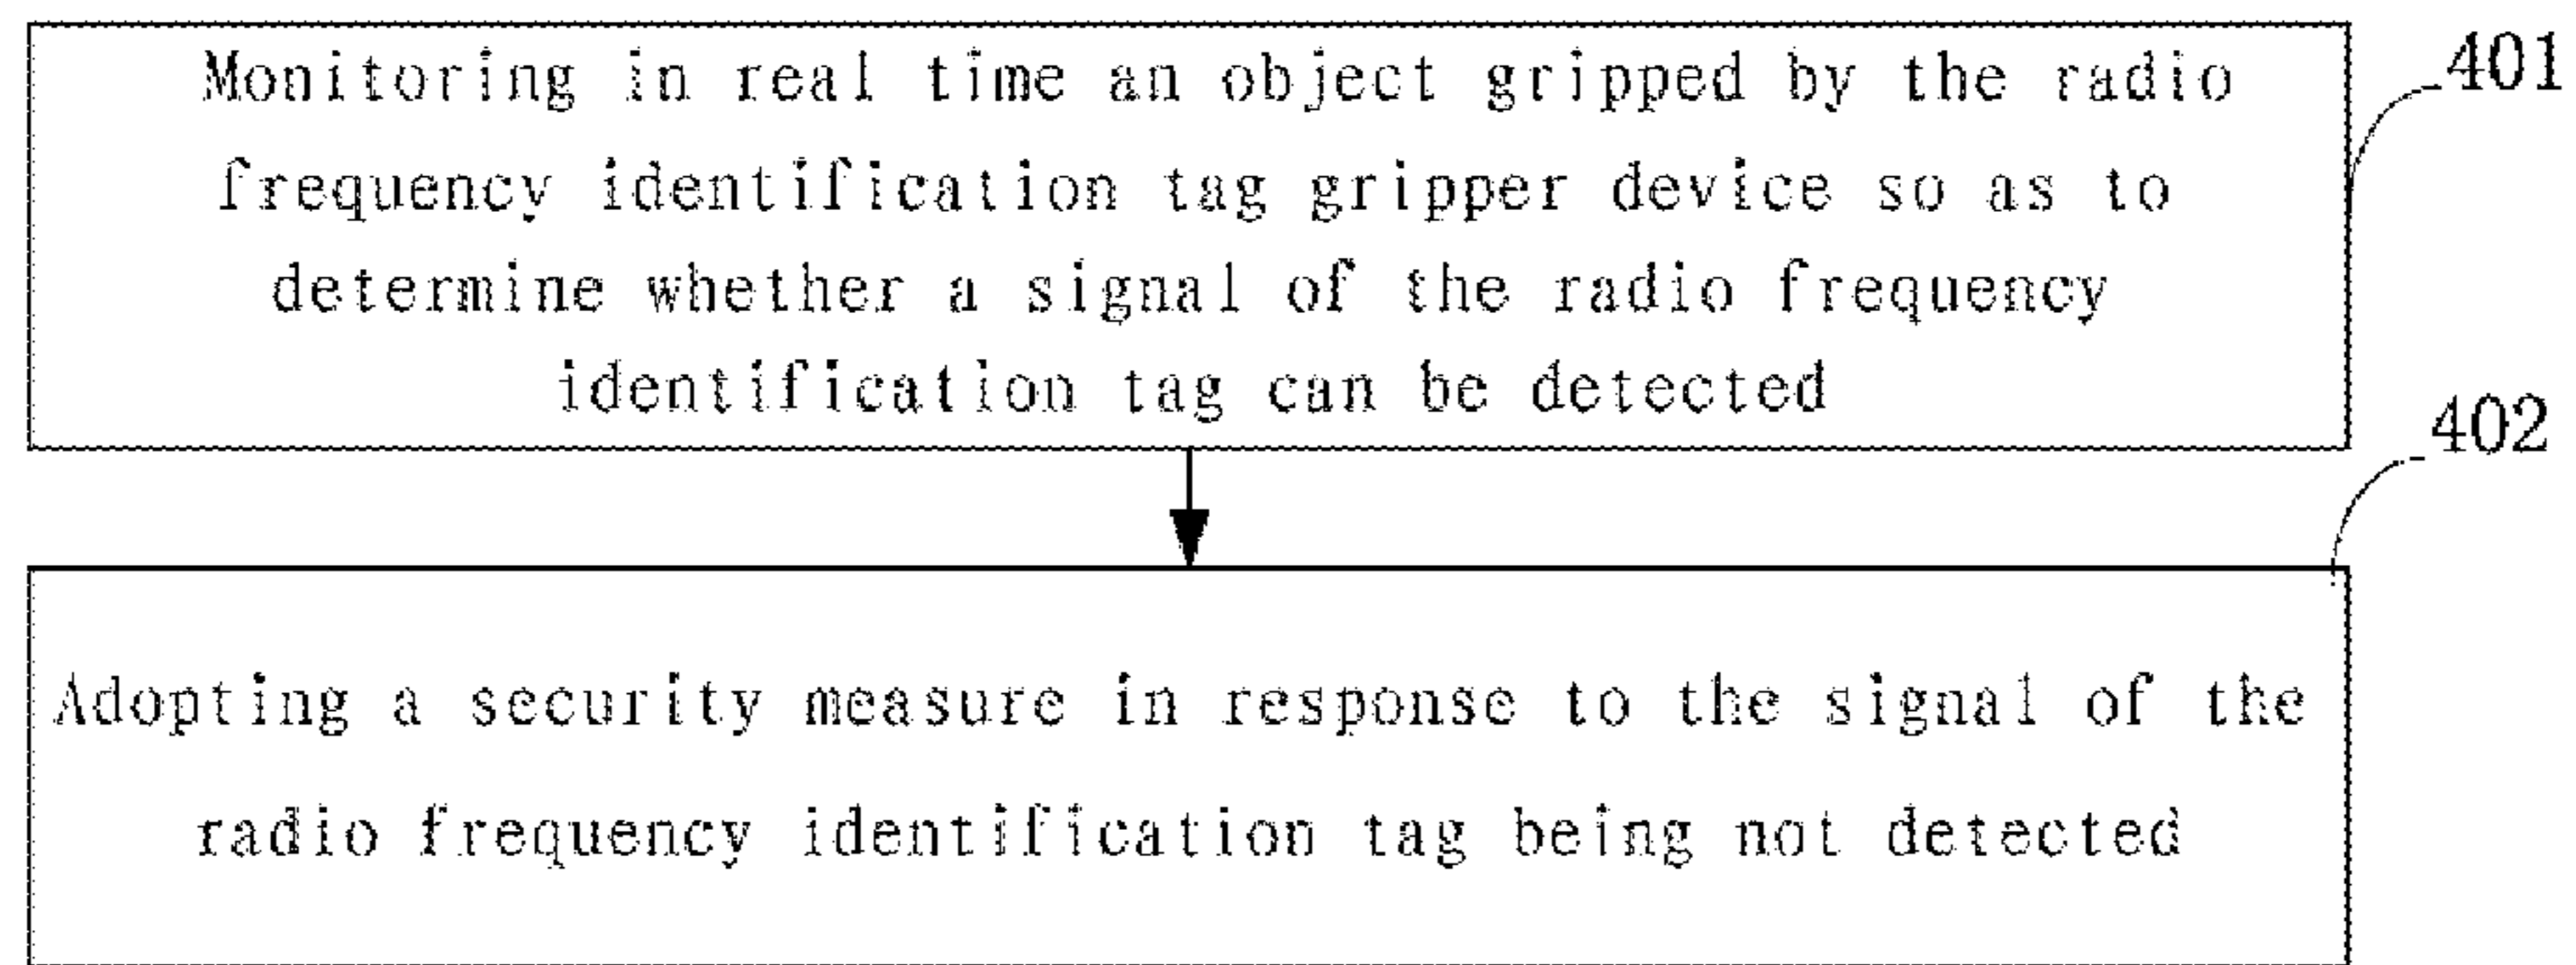 Monitoring in real time an object gripped by the radio
frequency identification tag gripper device so as to
determine whether a signal of the radio frequency
identification tag can be detected
401
402
Adopting a security measure in response to the signal of the
radio frequency identification tag being not detected